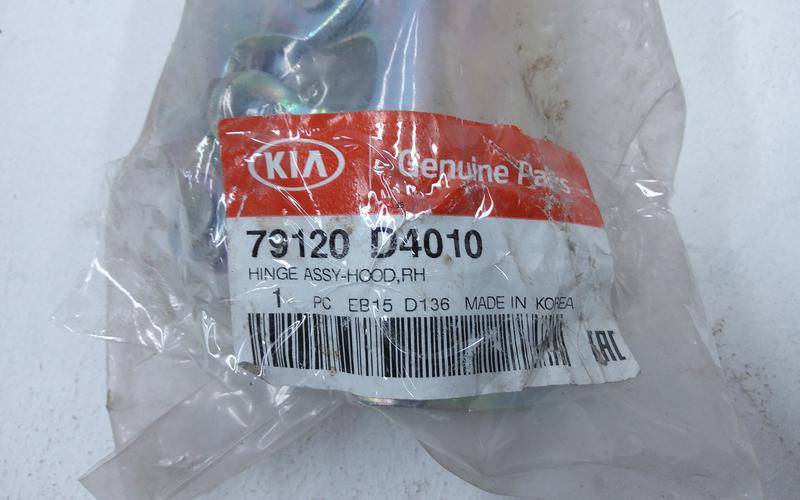 KIA Genuine Parts
79120 D4010
HINGE ASSY-HOOD,RH
1 PC EB15 D136 MADE IN KOREA
EAC